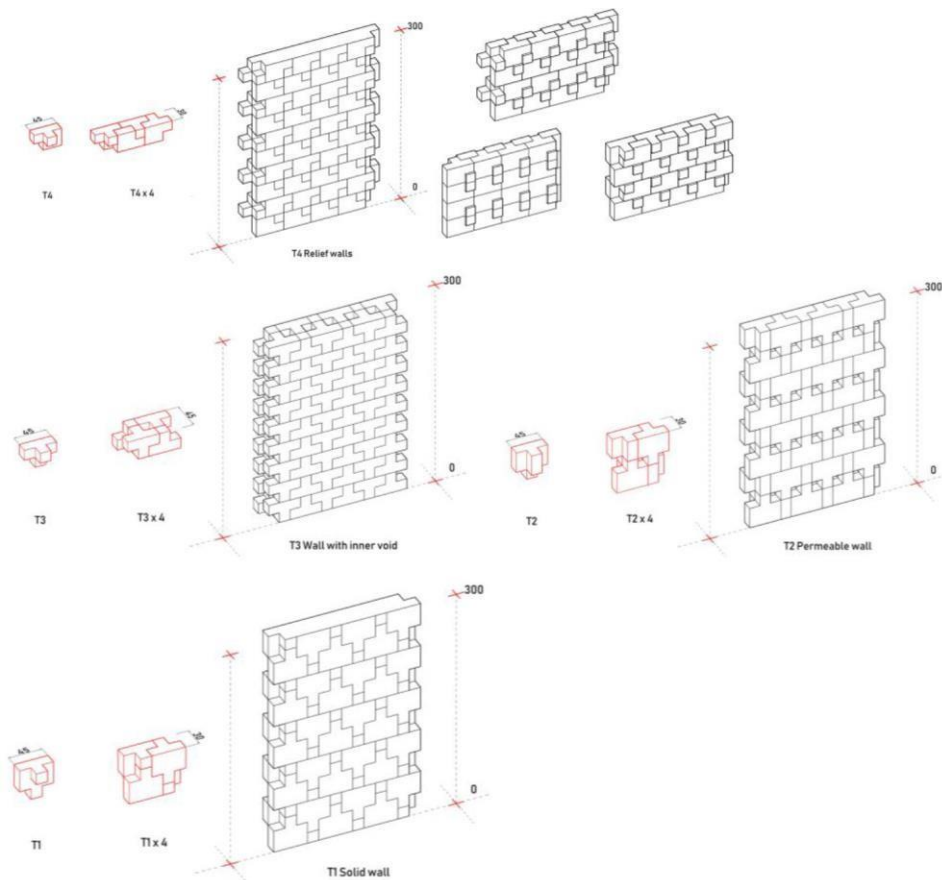 300
45
30
T4
T4 x 4
0
T4 Relief walls
300
45
45
0
T3
T3 x 4
T3 Wall with inner void
300
45
30
0
T2
T2 x 4
T2 Permeable wall
300
45
30
0
T1
T1 x 4
T1 Solid wall